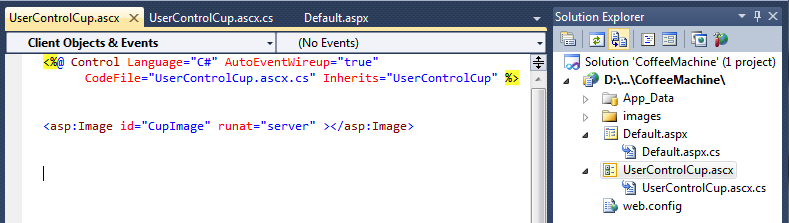 UserControlCup.ascx UserControlCup.ascx.cs Default.aspx
Client Objects & Events (No Events)
<%@ Control Language="C#" AutoEventWireup="true"
CodeFile="UserControlCup.ascx.cs" Inherits="UserControlCup" %>
<asp:Image id="CupImage" runat="server" ></asp:Image>
Solution Explorer
Solution 'CoffeeMachine' (1 project)
D:\...\CoffeeMachine\
App_Data
images
Default.aspx
Default.aspx.cs
UserControlCup.ascx
UserControlCup.ascx.cs
web.config